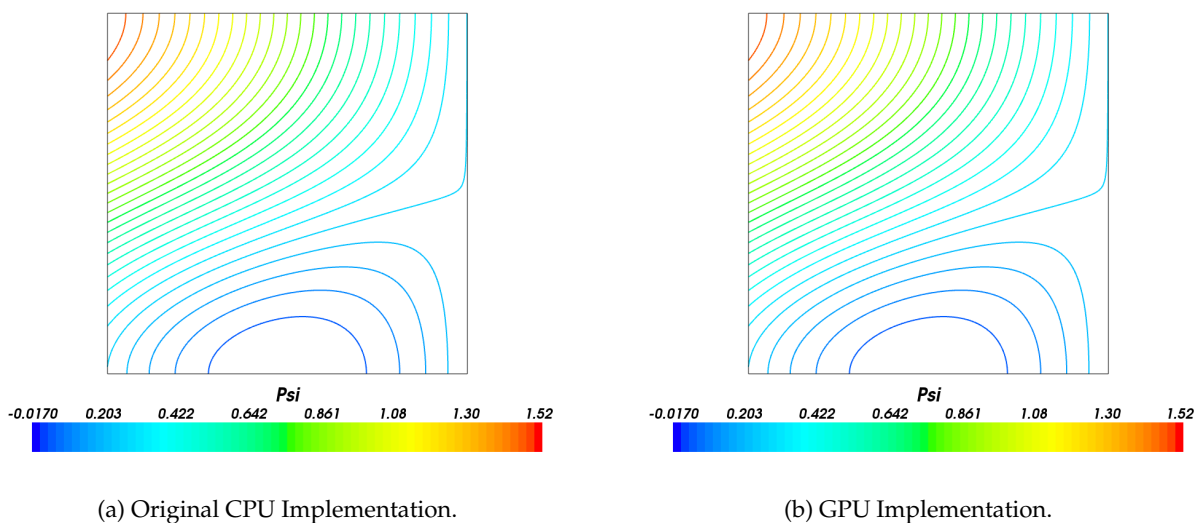 Psi Psi
-0.0170 0.203 0.422 0.642 0.861 1.08 1.30 1.52 -0.0170 0.203 0.422 0.642 0.861 1.08 1.30 1.52
(a) Original CPU Implementation. (b) GPU Implementation.